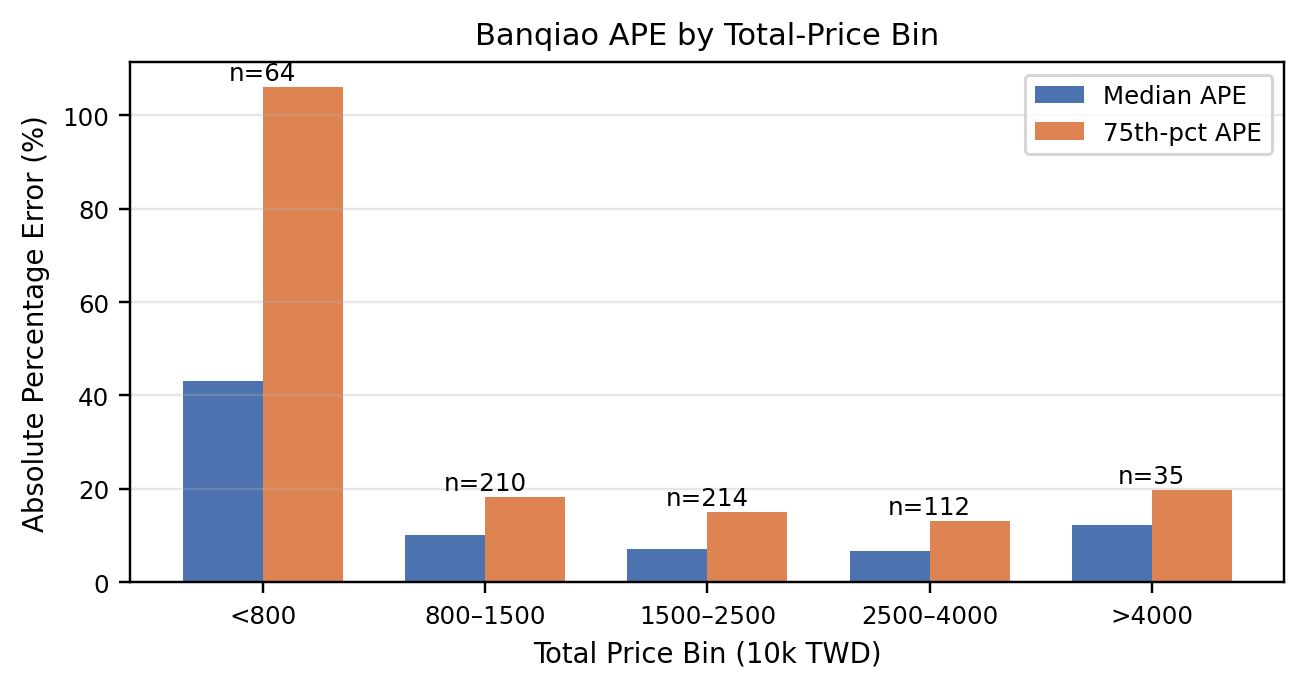 Banqiao APE by Total-Price Bin
Absolute Percentage Error (%)
100
80
60
40
20
0
n=64
n=210
n=214
n=112
n=35
Median APE
75th-pct APE
<800
800–1500
1500–2500
2500–4000
>4000
Total Price Bin (10k TWD)